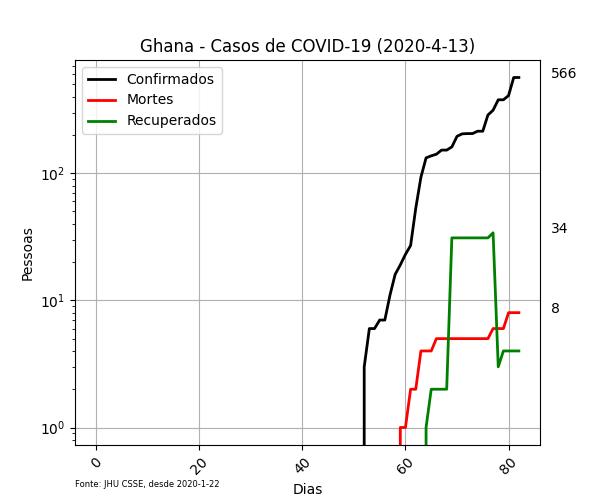 Ghana - Casos de COVID-19 (2020-4-13)
Confirmados
Mortes
Recuperados
566
34
8
10²
10¹
10⁰
Pessoas
0
20
40
60
80
Dias
Fonte: JHU CSSE, desde 2020-1-22